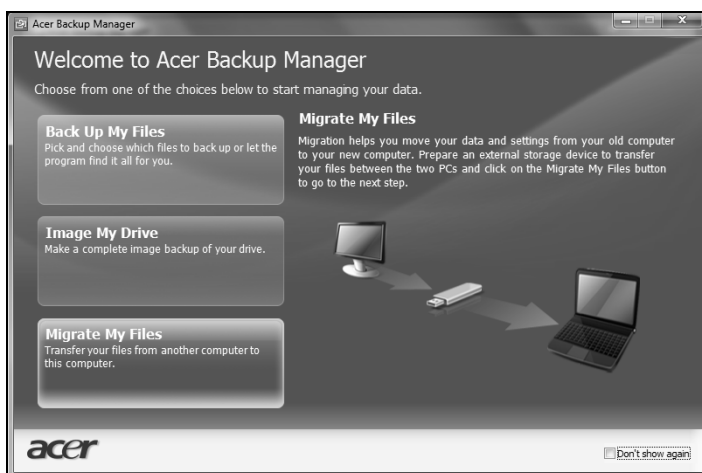 Acer Backup Manager
Welcome to Acer Backup Manager
Choose from one of the choices below to start managing your data.
Back Up My Files
Pick and choose which files to back up or let the
program find it all for you.
Image My Drive
Make a complete image backup of your drive.
Migrate My Files
Transfer your files from another computer to
this computer.
Migrate My Files
Migration helps you move your data and settings from your old computer
to your new computer. Prepare an external storage device to transfer
your files between the two PCs and click on the Migrate My Files button
to go to the next step.
acer
Don't show again